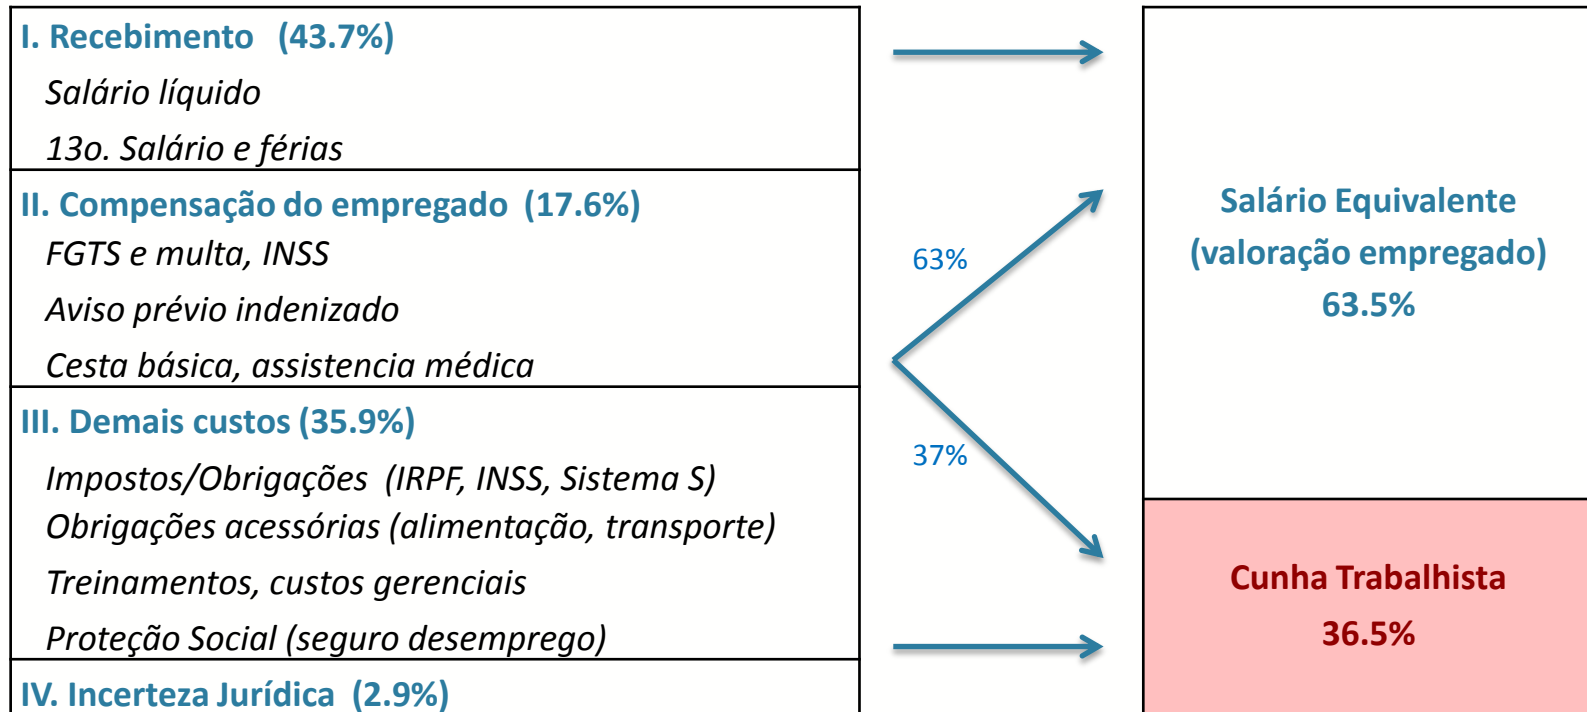 I. Recebimento (43.7%)
Salário líquido
13o. Salário e férias
II. Compensação do empregado (17.6%)
FGTS e multa, INSS
Aviso prévio indenizado
Cesta básica, assistencia médica
III. Demais custos (35.9%)
Impostos/Obrigações (IRPF, INSS, Sistema S)
Obrigações acessórias (alimentação, transporte)
Treinamentos, custos gerenciais
Proteção Social (seguro desemprego)
IV. Incerteza Jurídica (2.9%)
63%
37%
Salário Equivalente
(valoração empregado)
63.5%
Cunha Trabalhista
36.5%